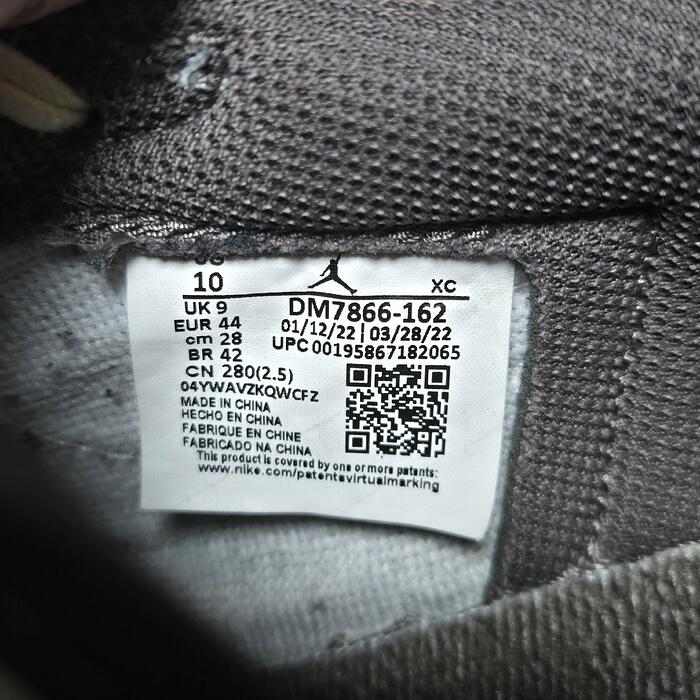 10
XC
UK 9
EUR 44
cm 28
BR 42
CN 280(2.5)
04YWAVZKQWCFZ
DM7866-162
01/12/22 | 03/28/22
UPC 00195867182065
MADE IN CHINA
HECHO EN CHINA
FABRIQUE EN CHINE
FABRICADO NA CHINA
This product is covered by one or more patents:
www.nike.com/patentsvirtualmarking